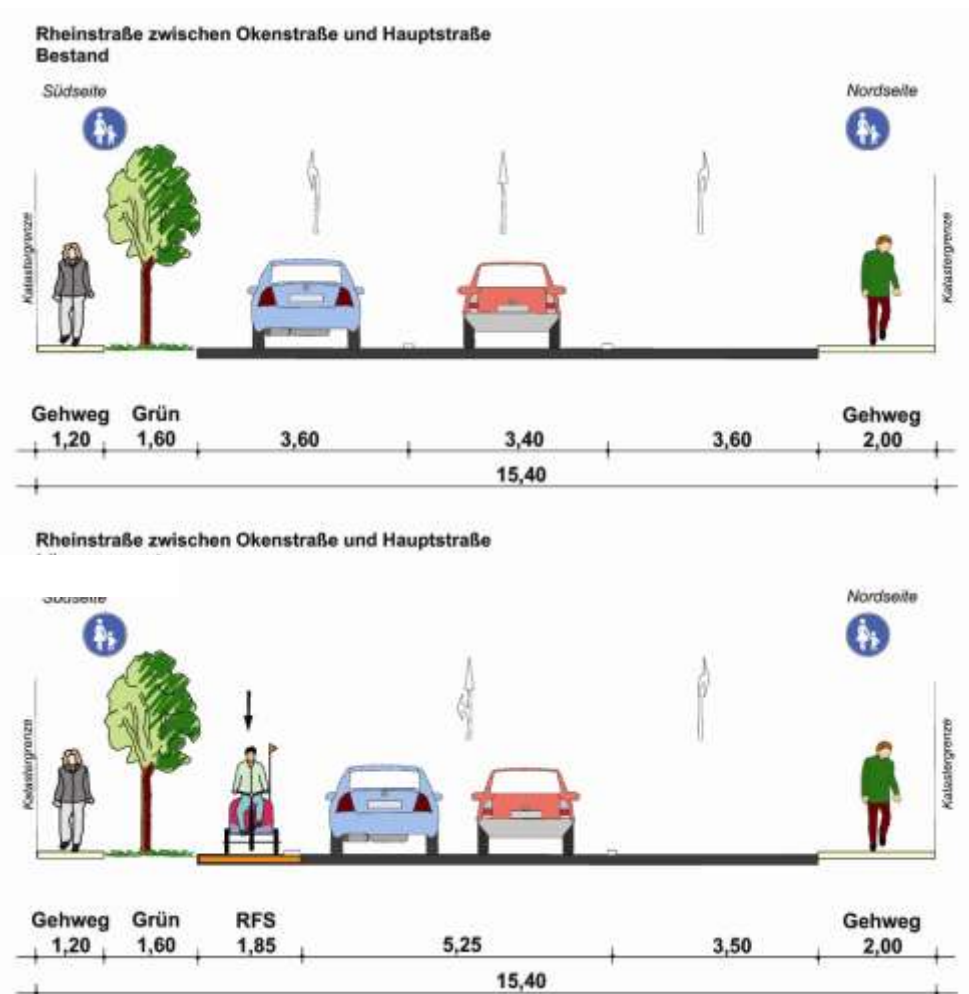 Rheinstraße zwischen Okenstraße und Hauptstraße
Bestand
Südseite
Nordseite
Katastergrenze
Katastergrenze
Gehweg Grün Gehweg
1,20 1,60 3,60 3,40 3,60 2,00
15,40
Rheinstraße zwischen Okenstraße und Hauptstraße
Südseite
Nordseite
Katastergrenze
Katastergrenze
Gehweg Grün RFS Gehweg
1,20 1,60 1,85 5,25 3,50 2,00
15,40